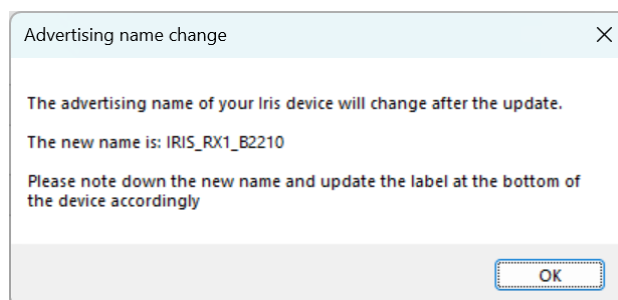 Advertising name change
The advertising name of your Iris device will change after the update.
The new name is: IRIS_RX1_B2210
Please note down the new name and update the label at the bottom of
the device accordingly
OK